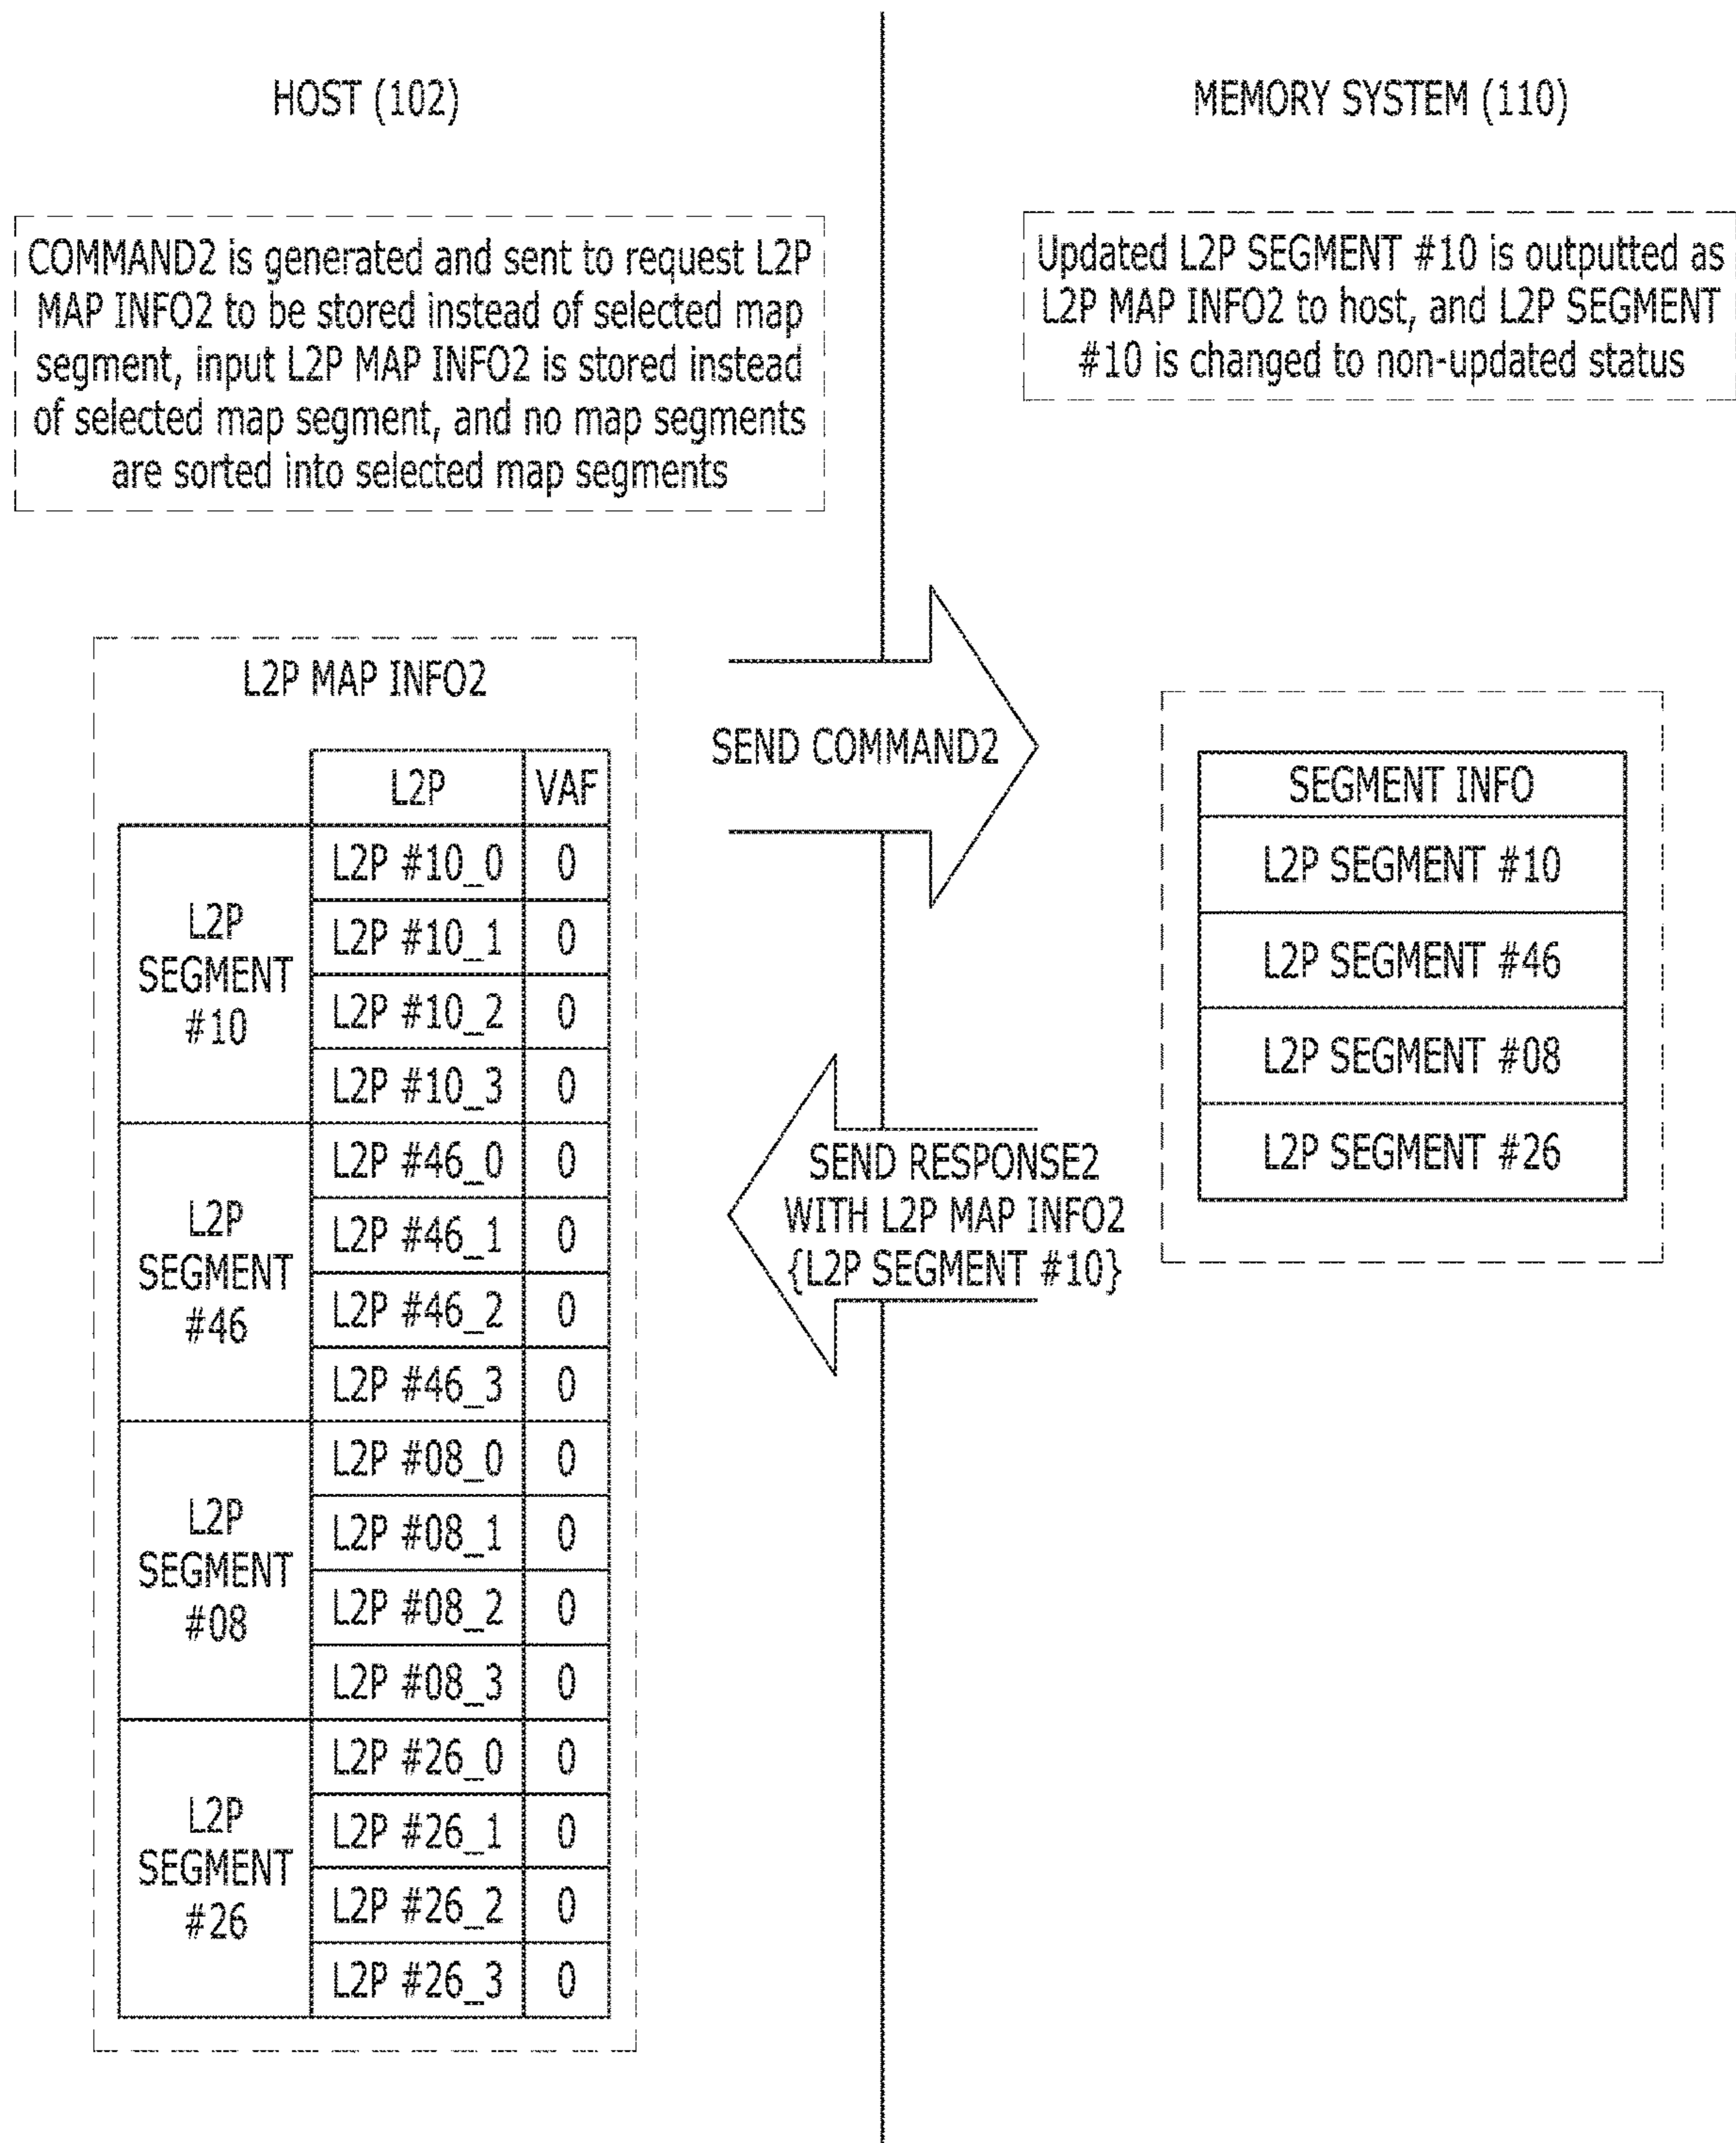 HOST (102)
MEMORY SYSTEM (110)
COMMAND2 is generated and sent to request L2P
MAP INFO2 to be stored instead of selected map
segment, input L2P MAP INFO2 is stored instead
of selected map segment, and no map segments
are sorted into selected map segments
Updated L2P SEGMENT #10 is outputted as
L2P MAP INFO2 to host, and L2P SEGMENT
#10 is changed to non-updated status
L2P MAP INFO2
L2P VAF
L2P
SEGMENT
#10
L2P #10_0 0
L2P #10_1 0
L2P #10_2 0
L2P #10_3 0
L2P
SEGMENT
#46
L2P #46_0 0
L2P #46_1 0
L2P #46_2 0
L2P #46_3 0
L2P
SEGMENT
#08
L2P #08_0 0
L2P #08_1 0
L2P #08_2 0
L2P #08_3 0
L2P
SEGMENT
#26
L2P #26_0 0
L2P #26_1 0
L2P #26_2 0
L2P #26_3 0
SEND COMMAND2
SEND RESPONSE2
WITH L2P MAP INFO2
{L2P SEGMENT #10}
SEGMENT INFO
L2P SEGMENT #10
L2P SEGMENT #46
L2P SEGMENT #08
L2P SEGMENT #26